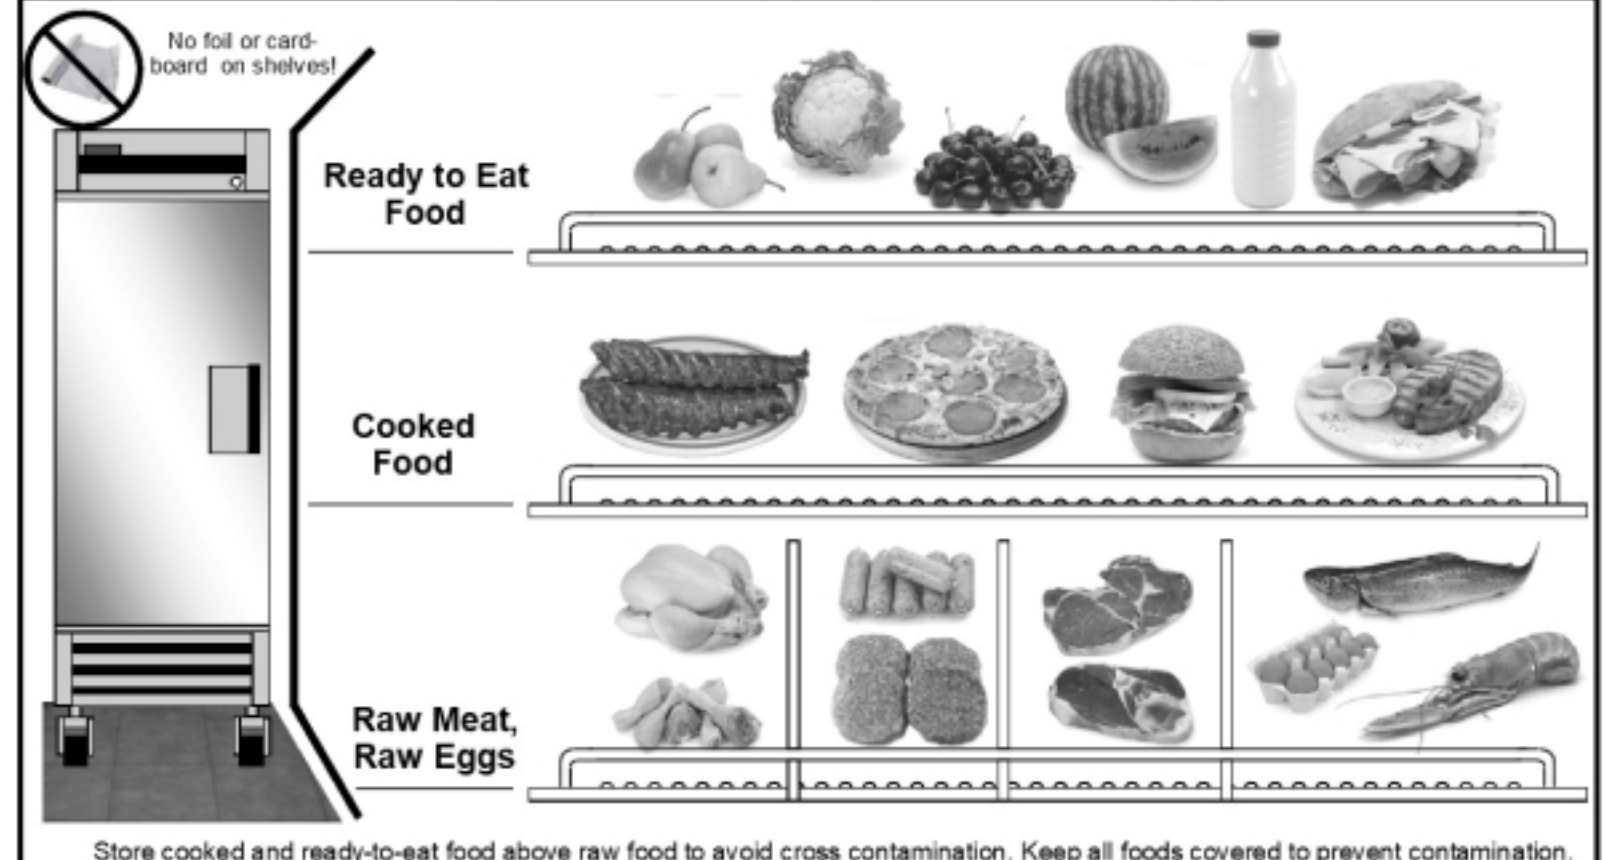 No foil or card-
board on shelves!
Ready to Eat
Food
Cooked
Food
Raw Meat,
Raw Eggs
Store cooked and ready-to-eat food above raw food to avoid cross contamination. Keep all foods covered to prevent contamination.